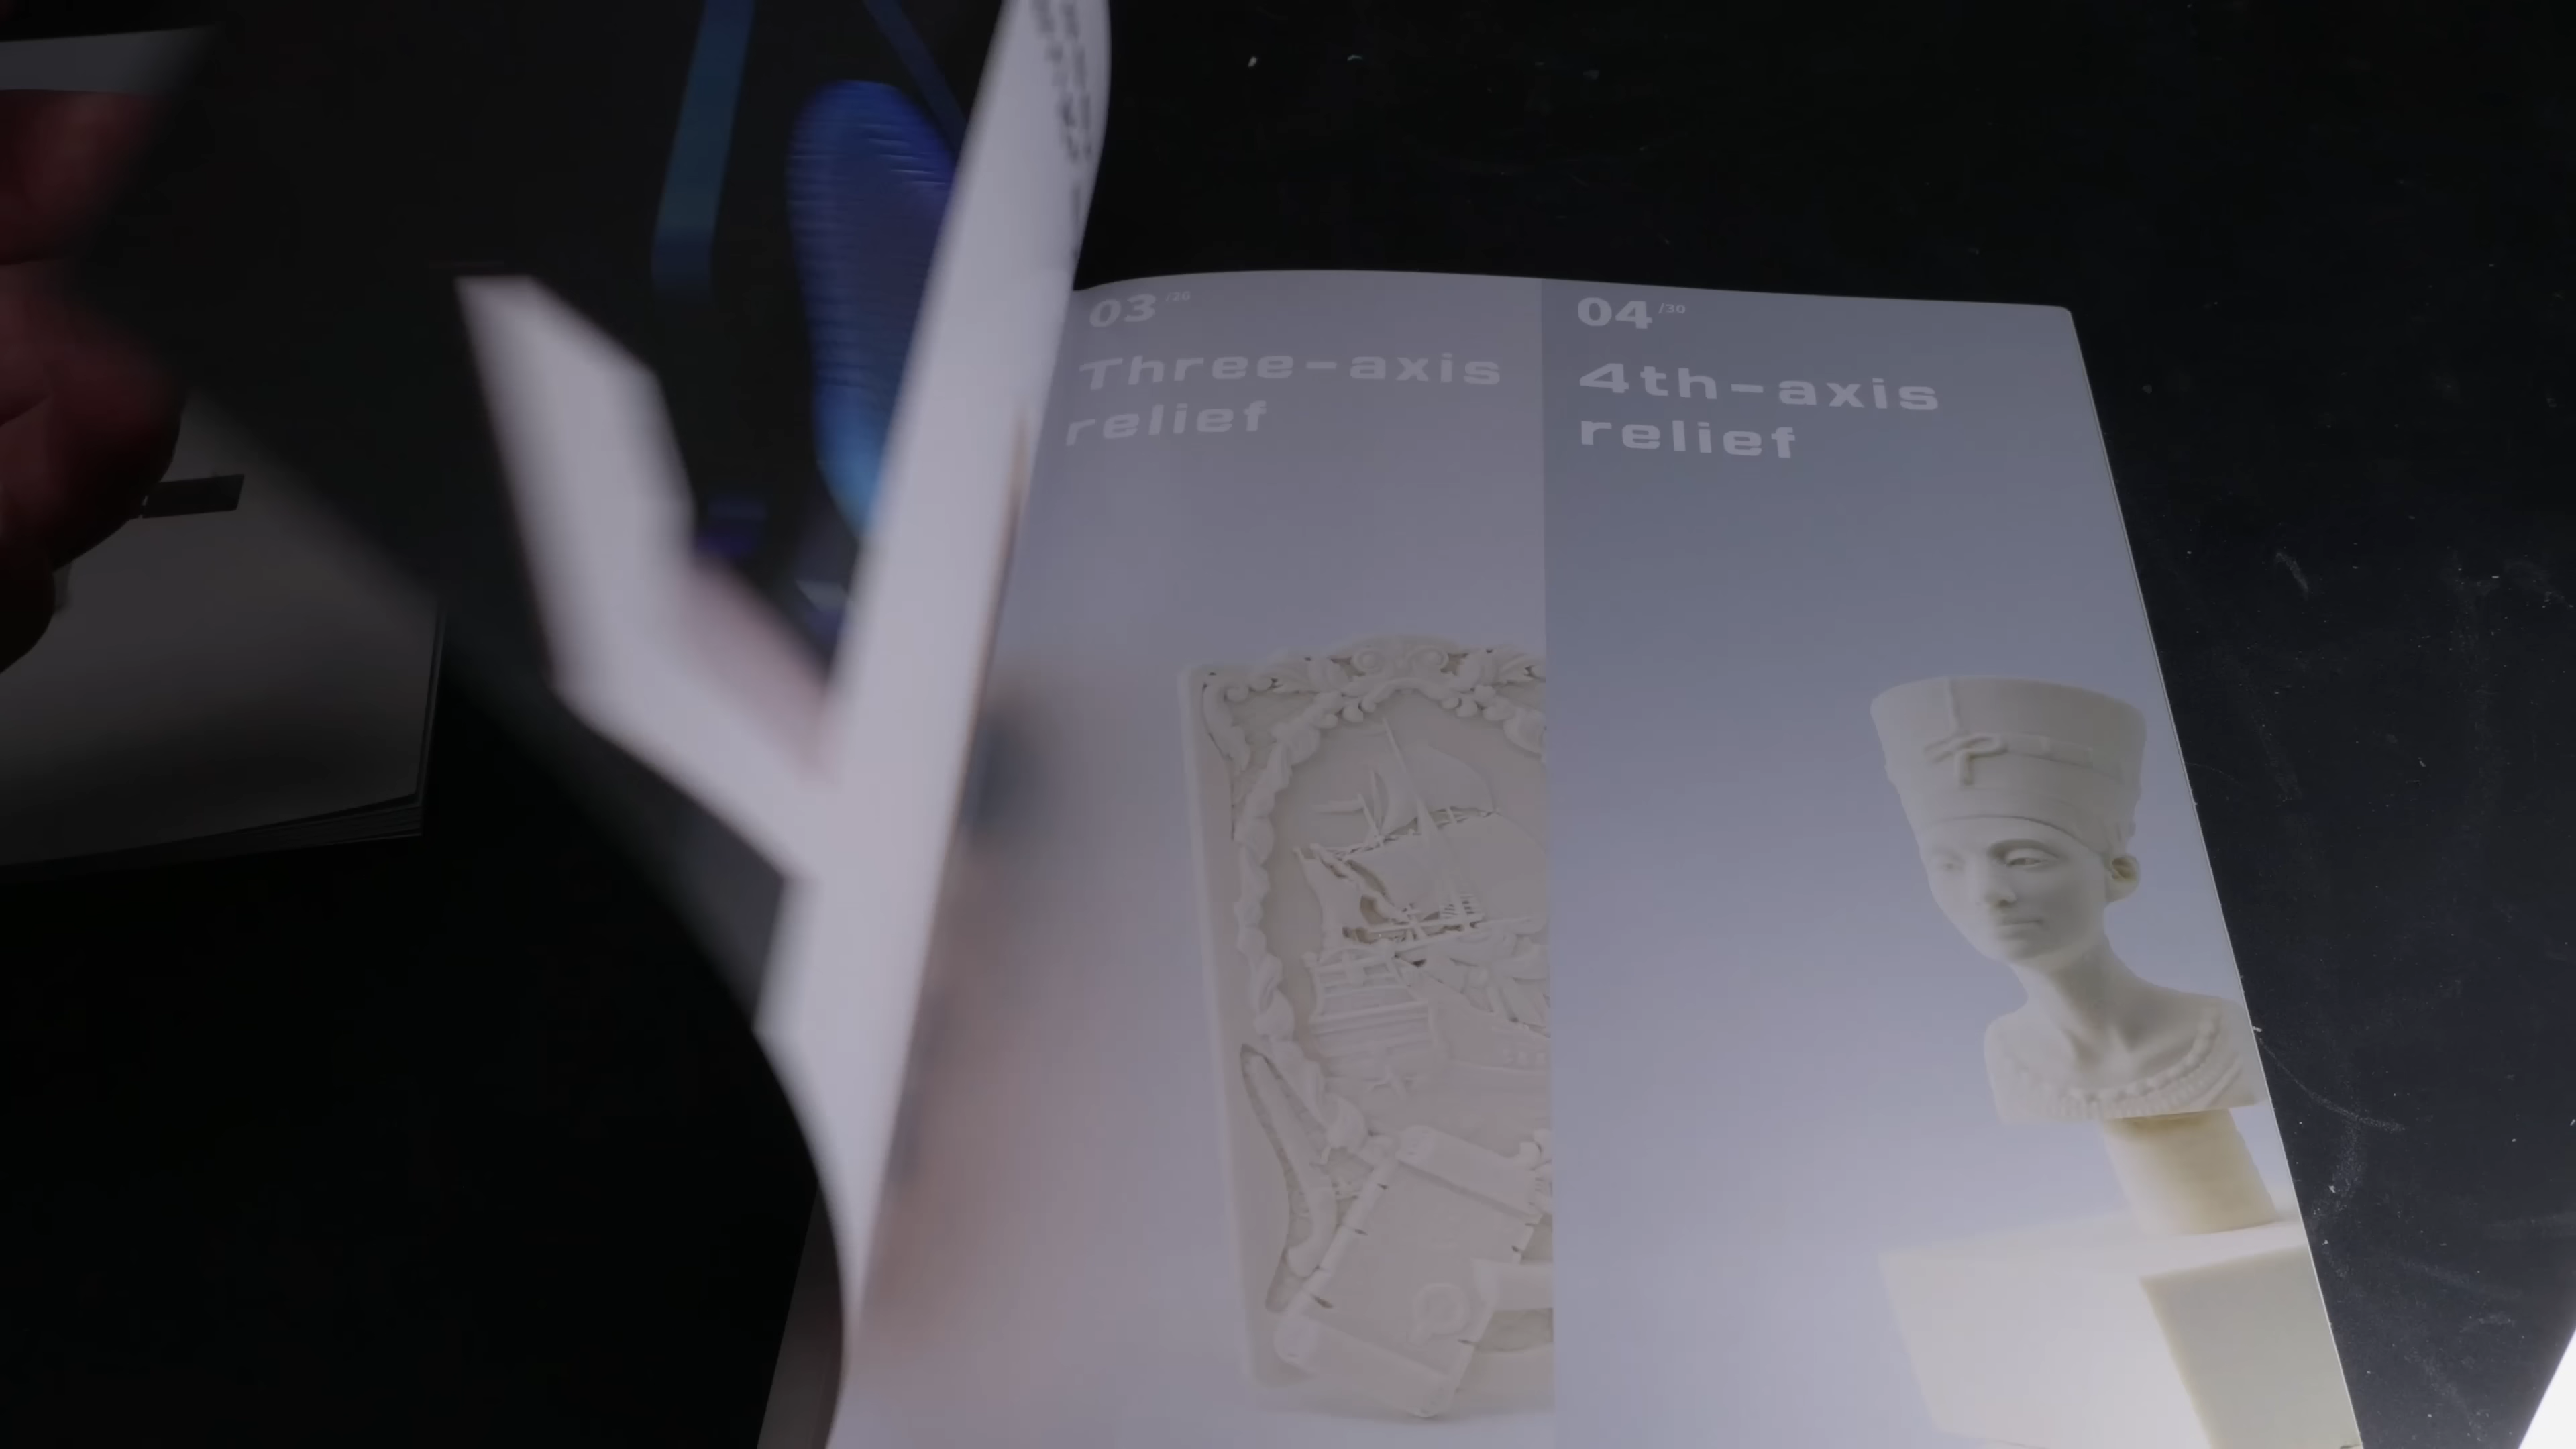 03 /20
Three-axis
relief
04 /30
4th-axis
relief